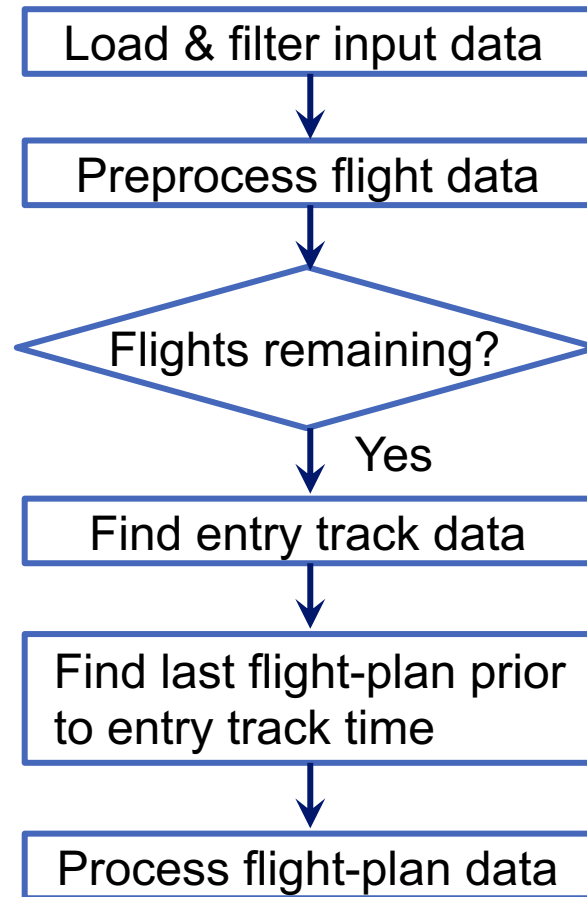 Load & filter input data
Preprocess flight data
Flights remaining?
Yes
Find entry track data
Find last flight-plan prior
to entry track time
Process flight-plan data